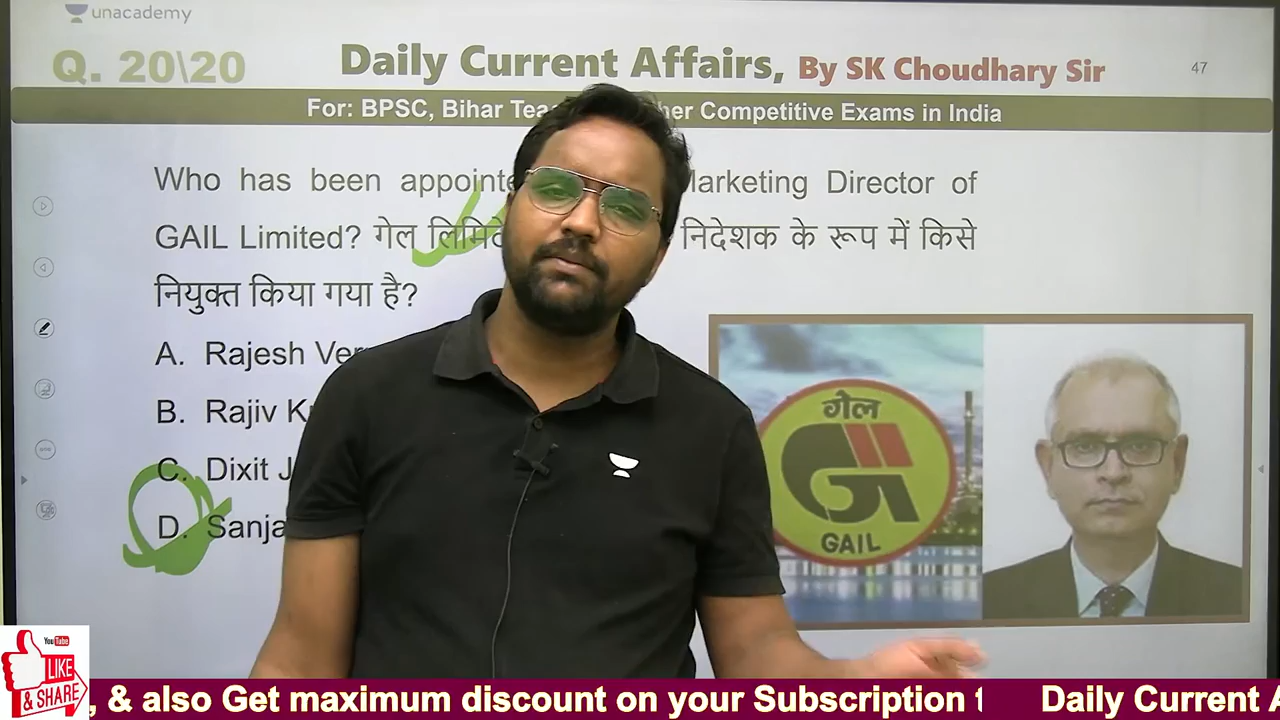 unacademy
Q. 20\20
Daily Current Affairs, By SK Choudhary Sir
47
For: BPSC, Bihar Tea her Competitive Exams in India
Who has been appointe Marketing Director of
GAIL Limited? गेल लिमिटे निदेशक के रूप में किसे
नियुक्त किया गया है?
A. Rajesh Ver
B. Rajiv K
C. Dixit J
D. Sanja
गेल
GAIL
YouTube
LIKE
& SHARE
, & also Get maximum discount on your Subscription t Daily Current A